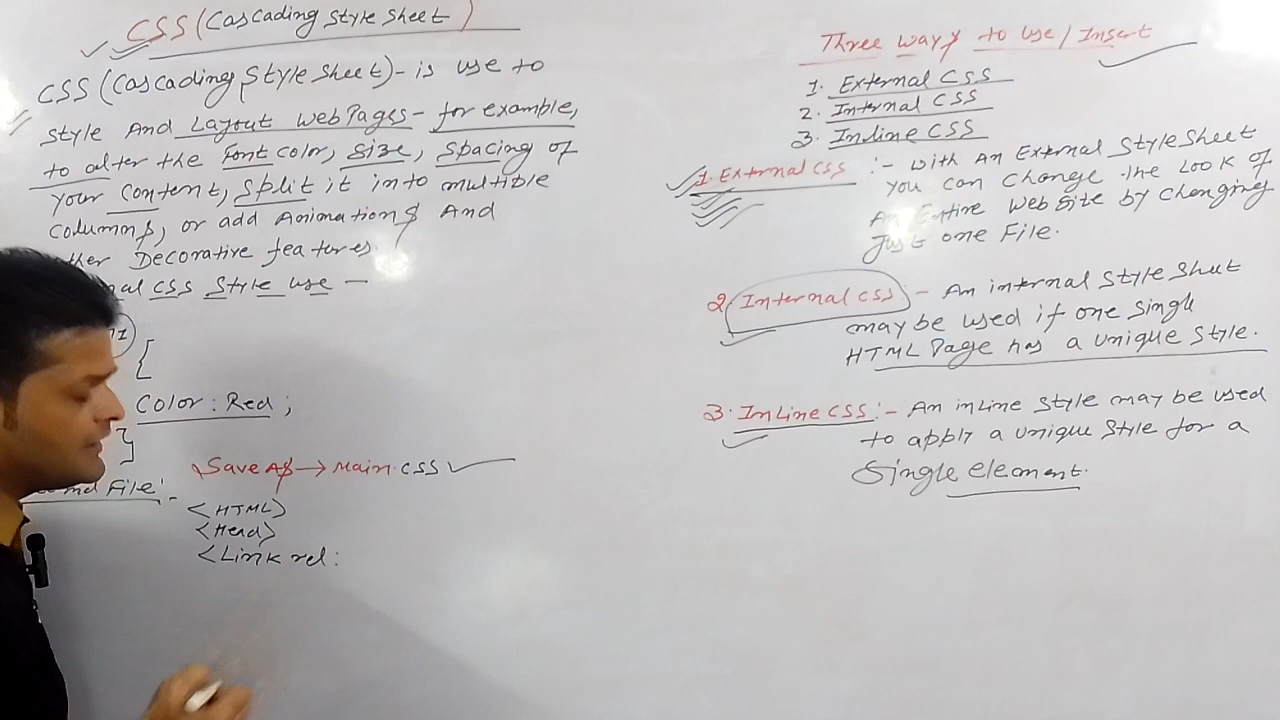 CSS (Cascading Style Sheet)
CSS (Cascading Style Sheet)- is use to
style And Layout Web Pages - for example,
to alter the font color, size, spacing of
your content, split it into multiple
columns, or add Animations And
Decorative features.
CSS Style use -
{
Color : Red ;
}
Save As → Main.CSS
File :-
<HTML>
<Head>
<Link rel:
Three ways to use / Insert
1. External CSS
2. Internal CSS
3. Inline CSS
1. External CSS :- With An External StyleSheet
you can change the Look of
An Entire Web Site by changing
Just one File.
2. Internal CSS - An internal Style Sheet
may be used if one single
HTML Page has a unique style.
3. InLine CSS :- An inline style may be used
to apply a unique style for a
Single element.